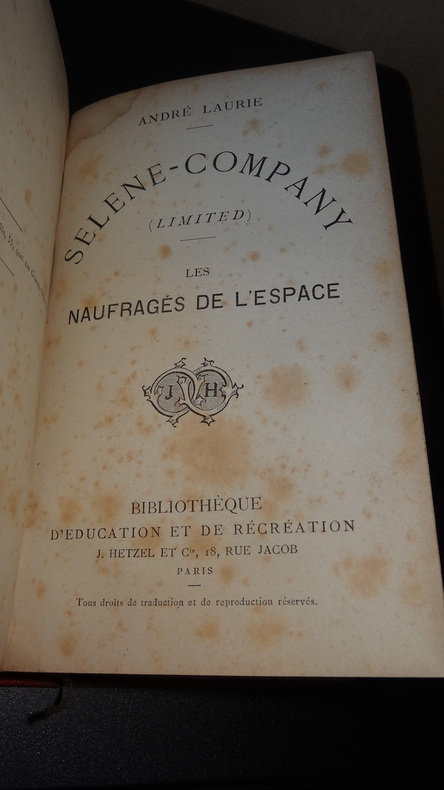 ANDRÉ LAURIE
SELENE-COMPANY
(LIMITED)
LES
NAUFRAGÉS DE L'ESPACE
J H
BIBLIOTHÈQUE
D'EDUCATION ET DE RÉCRÉATION
J. HETZEL ET Cie, 18, RUE JACOB
PARIS
Tous droits de traduction et de reproduction réservés.